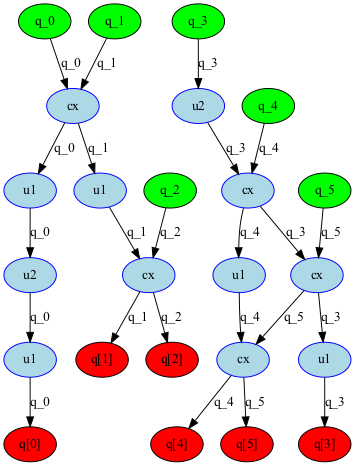 q_0 q_1 q_3
q_0 q_1 q_3
cx u2 q_4
q_0 q_1 q_3 q_4
u1 u1 q_2 cx q_5
q_0 q_1 q_2 q_4 q_3 q_5
u2 cx u1 cx
q_0 q_1 q_2 q_4 q_5 q_3
u1 q[1] q[2] cx u1
q_0 q_4 q_5 q_3
q[0] q[4] q[5] q[3]